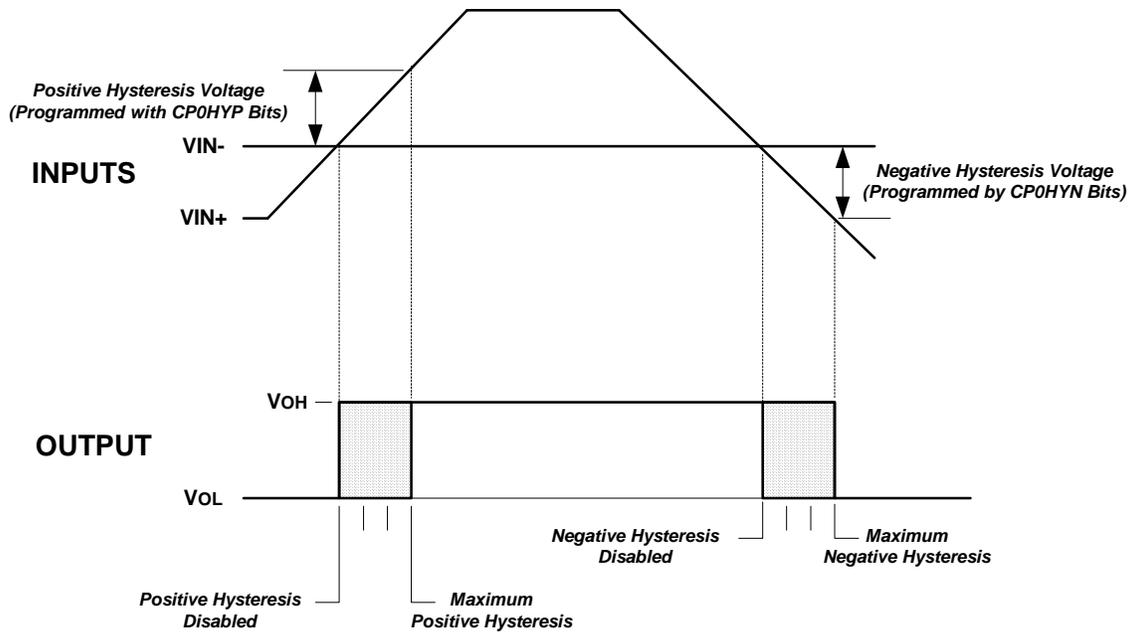 Positive Hysteresis Voltage
(Programmed with CP0HYP Bits)
VIN-
INPUTS
Negative Hysteresis Voltage
(Programmed by CP0HYN Bits)
VIN+
VOH
OUTPUT
VOL
Negative Hysteresis
Disabled
Maximum
Negative Hysteresis
Positive Hysteresis
Disabled
Maximum
Positive Hysteresis